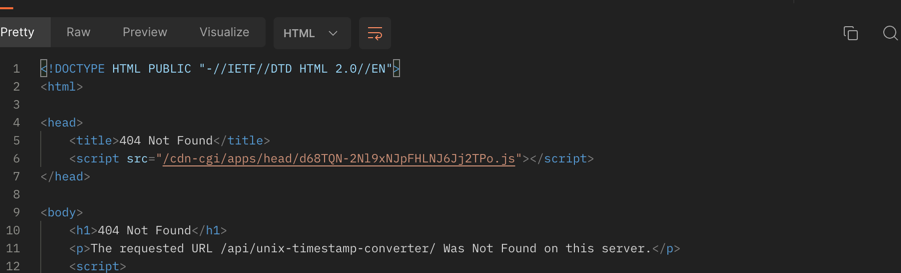 Pretty Raw Preview Visualize HTML
1 <!DOCTYPE HTML PUBLIC "-//IETF//DTD HTML 2.0//EN">
2 <html>
3
4 <head>
5 <title>404 Not Found</title>
6 <script src="/cdn-cgi/apps/head/d68TQN-2Nl9xNJpFHLNJ6Jj2TPo.js"></script>
7 </head>
8
9 <body>
10 <h1>404 Not Found</h1>
11 <p>The requested URL /api/unix-timestamp-converter/ Was Not Found on this server.</p>
12 <script>